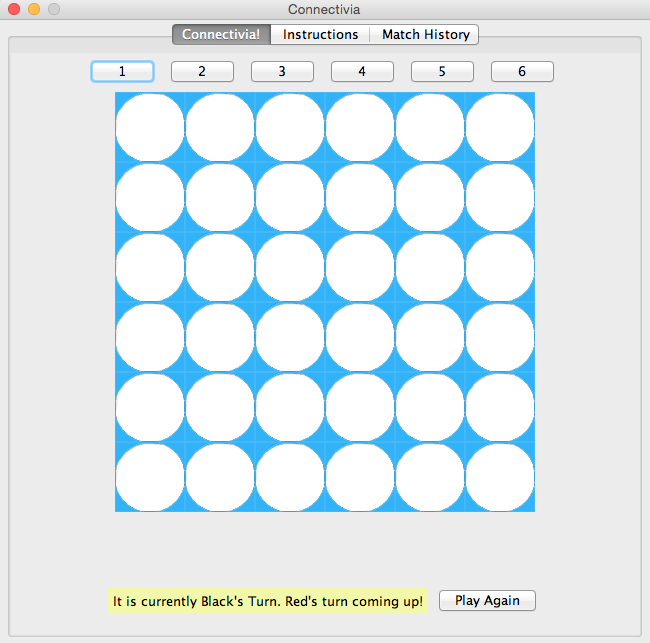 Connectivia
Connectivia! Instructions Match History
1 2 3 4 5 6
It is currently Black's Turn. Red's turn coming up! Play Again